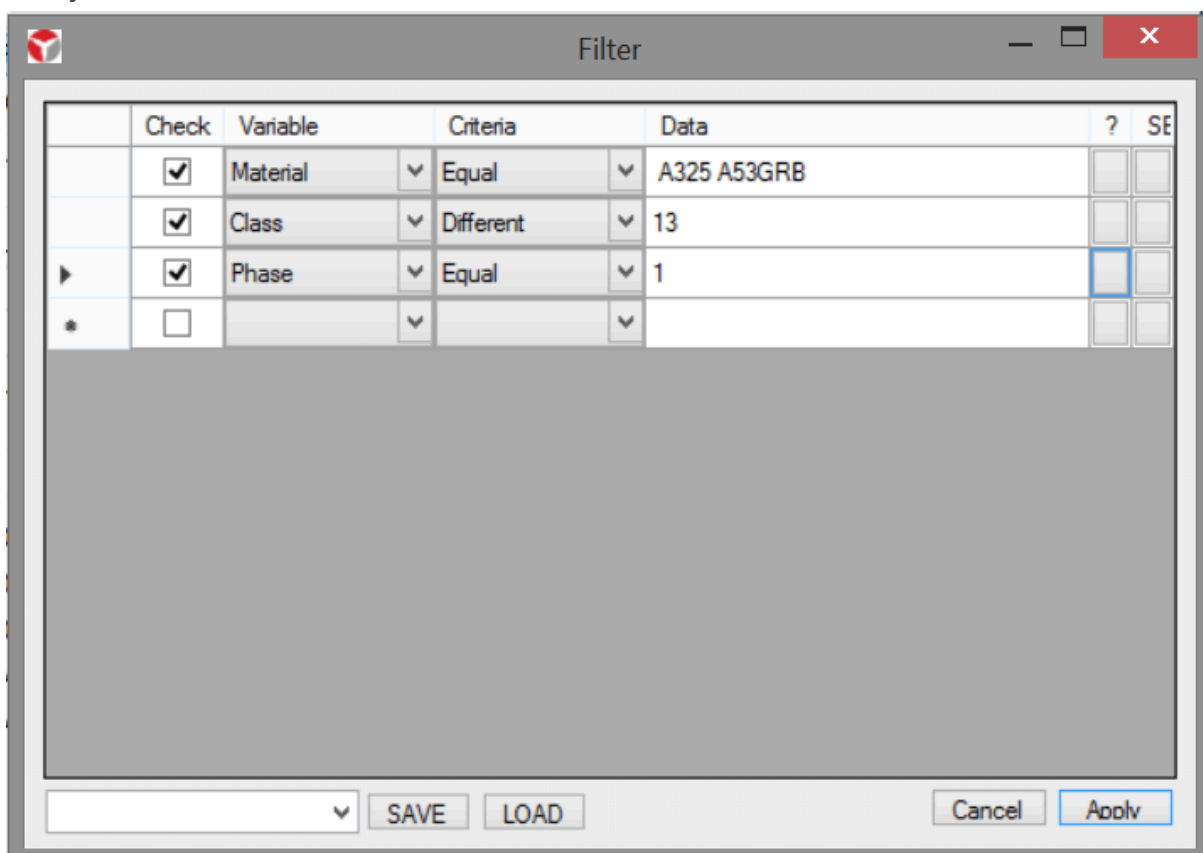 Filter
Check Variable Criteria Data ? SE
Material Equal A325 A53GRB
Class Different 13
Phase Equal 1
SAVE LOAD Cancel Apply